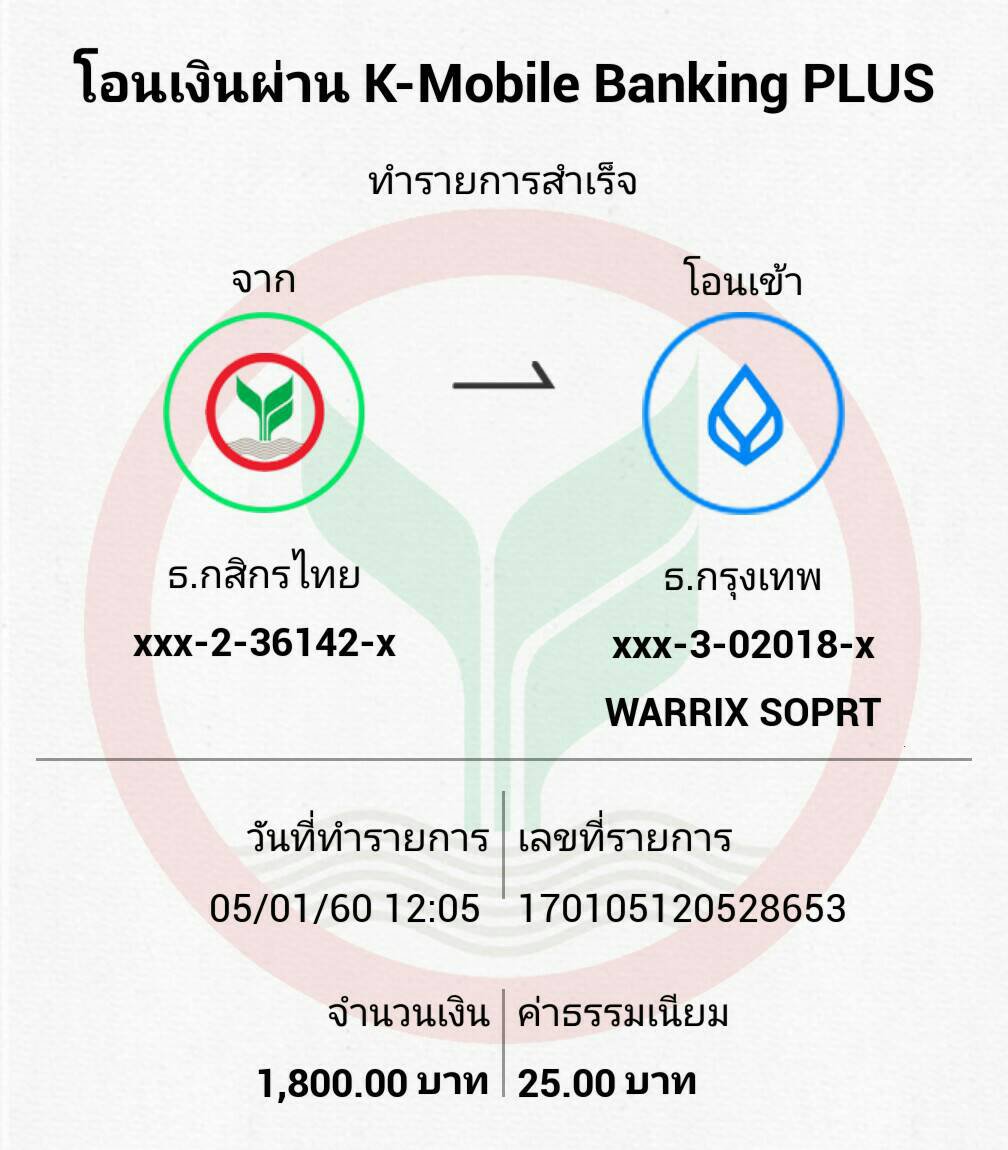 โอนเงินผ่าน K-Mobile Banking PLUS
ทำรายการสำเร็จ
จาก
โอนเข้า
ธ.กสิกรไทย
ธ.กรุงเทพ
xxx-2-36142-x
xxx-3-02018-x
WARRIX SOPRT
วันที่ทำรายการ
เลขที่รายการ
05/01/60 12:05
170105120528653
จำนวนเงิน
ค่าธรรมเนียม
1,800.00 บาท
25.00 บาท